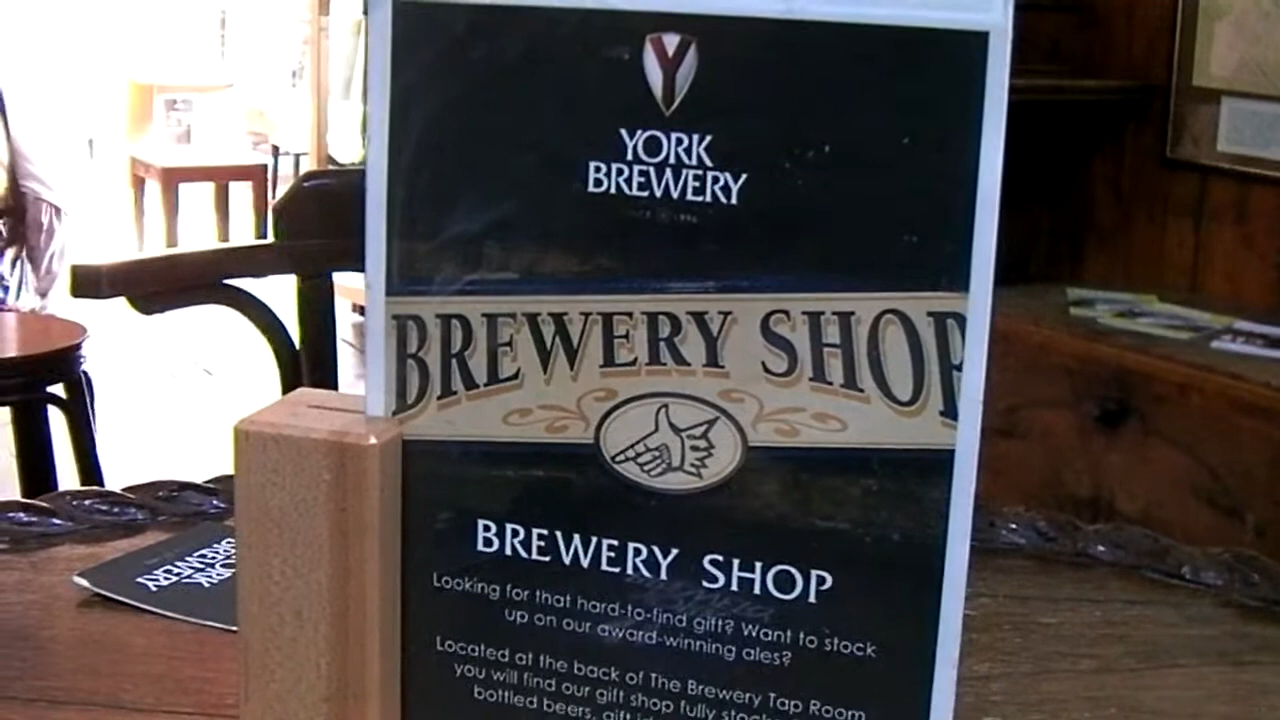 Y
YORK
BREWERY
BREWERY SHOP
BREWERY SHOP
Looking for that hard-to-find gift? Want to stock
up on our award-winning ales?
Located at the back of The Brewery Tap Room
you will find our gift shop fully
bottled beers, gift
YORK
BREWERY